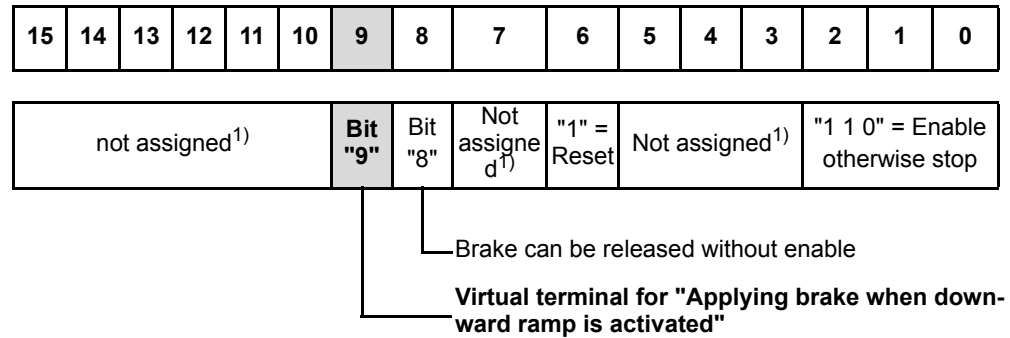 15 14 13 12 11 10 9 8 7 6 5 4 3 2 1 0
not assigned1) Bit "9" Bit "8" Not assigned1) "1" = Reset Not assigned1) "1 1 0" = Enable otherwise stop
Brake can be released without enable
Virtual terminal for "Applying brake when down-
ward ramp is activated"